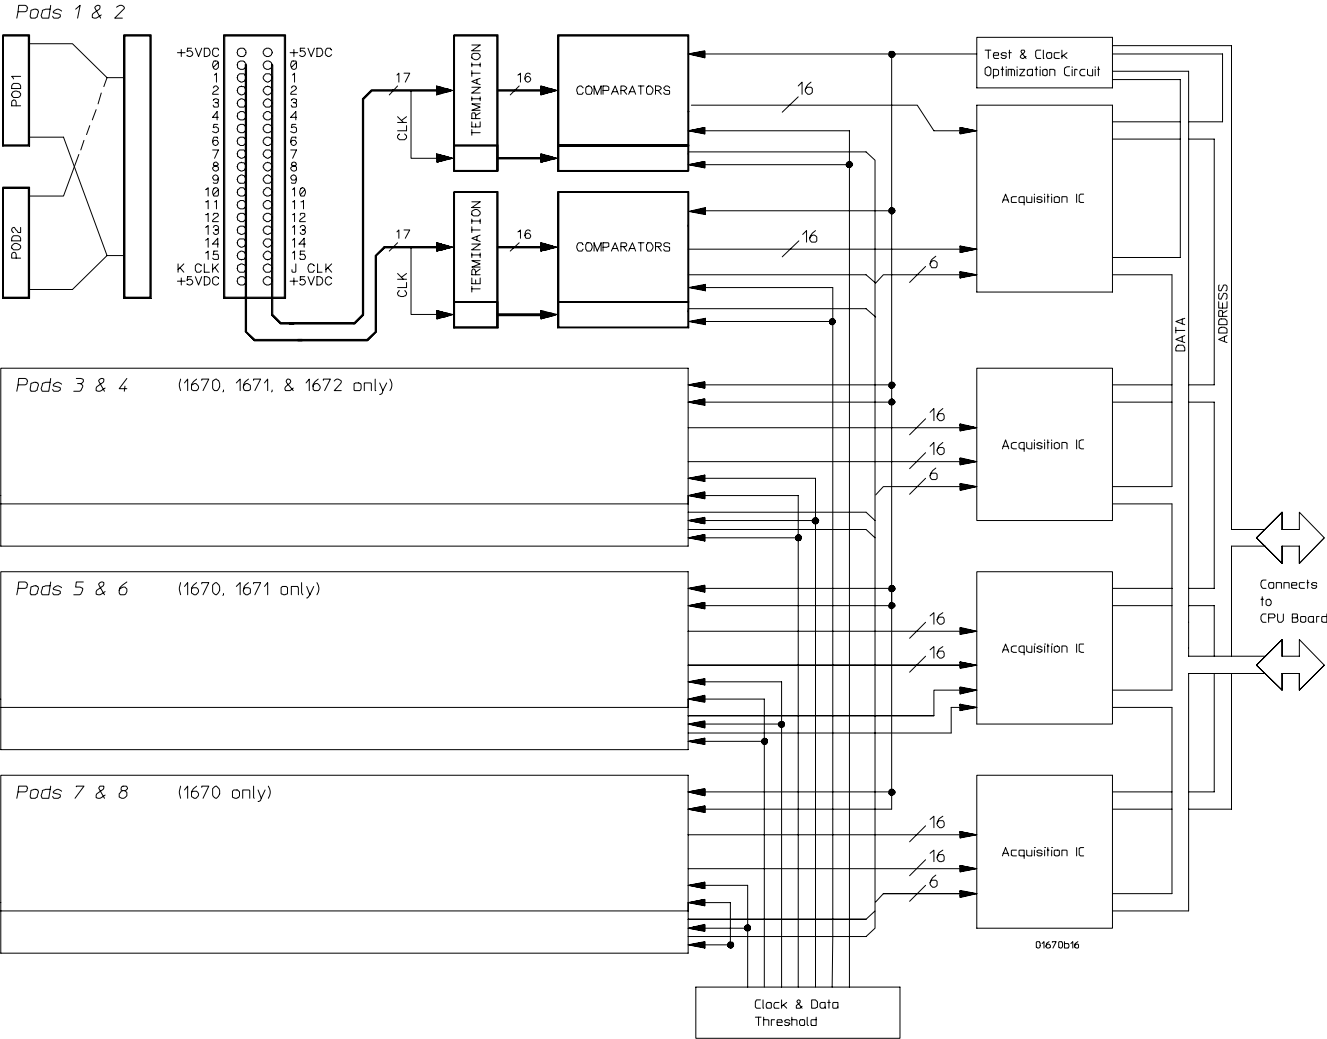 Pods 1 & 2
POD1
POD2
+5VDC +5VDC
0 0
1 1
2 2
3 3
4 4
5 5
6 6
7 7
8 8
9 9
10 10
11 11
12 12
13 13
14 14
15 15
K CLK J CLK
+5VDC +5VDC
17
CLK
TERMINATION
16
COMPARATORS
17
CLK
TERMINATION
16
COMPARATORS
Test & Clock
Optimization Circuit
16
16
6
Acquisition IC
DATA
ADDRESS
Pods 3 & 4 (1670, 1671, & 1672 only)
16
16
6
Acquisition IC
Pods 5 & 6 (1670, 1671 only)
16
16
Acquisition IC
Connects
to
CPU Board
Pods 7 & 8 (1670 only)
16
16
6
Acquisition IC
01670b16
Clock & Data
Threshold